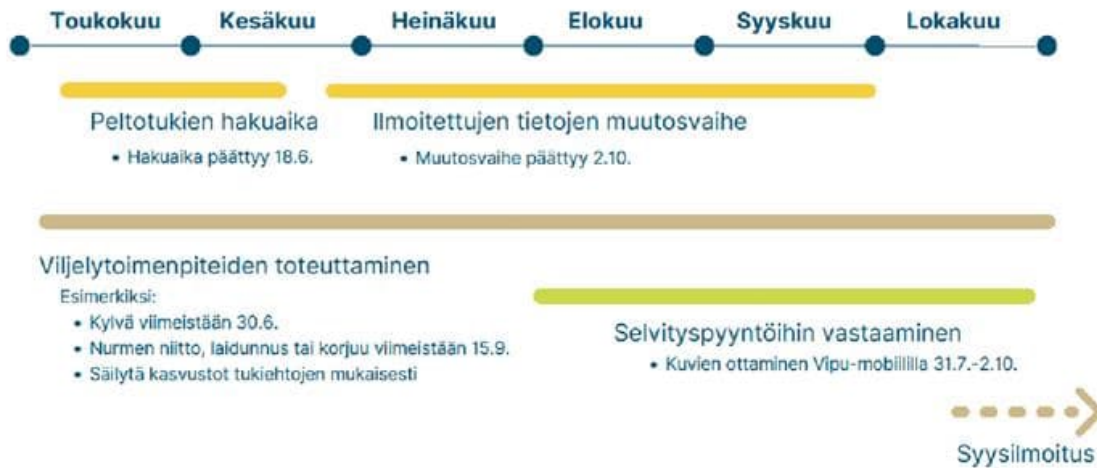 Toukokuu Kesäkuu Heinäkuu Elokuu Syyskuu Lokakuu
Peltotukien hakuaika
• Hakuaika päättyy 18.6.
Ilmoitettujen tietojen muutosvaihe
• Muutosvaihe päättyy 2.10.
Viljelytoimenpiteiden toteuttaminen
Esimerkiksi:
• Kylvä viimeistään 30.6.
• Nurmen niitto, laidunnus tai korjuu viimeistään 15.9.
• Säilytä kasvustot tukiehtojen mukaisesti
Selvityspyyntöihin vastaaminen
• Kuvien ottaminen Vipu-mobiililla 31.7.-2.10.
Syysilmoitus